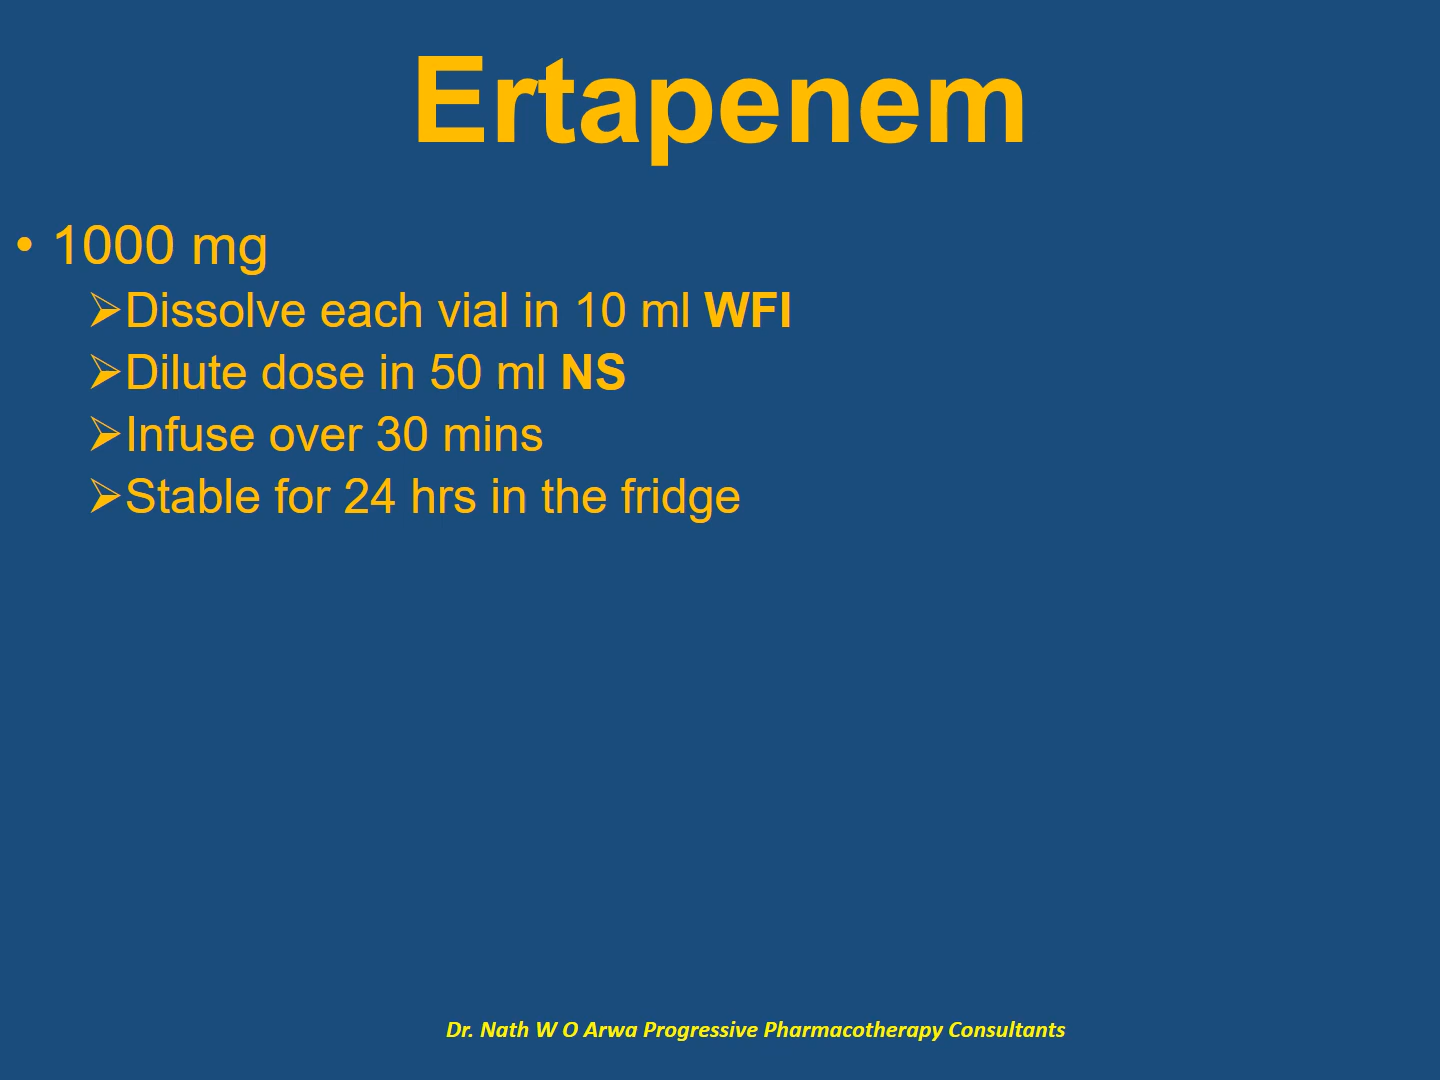 Ertapenem
• 1000 mg
➢Dissolve each vial in 10 ml WFI
➢Dilute dose in 50 ml NS
➢Infuse over 30 mins
➢Stable for 24 hrs in the fridge
Dr. Nath W O Arwa Progressive Pharmacotherapy Consultants